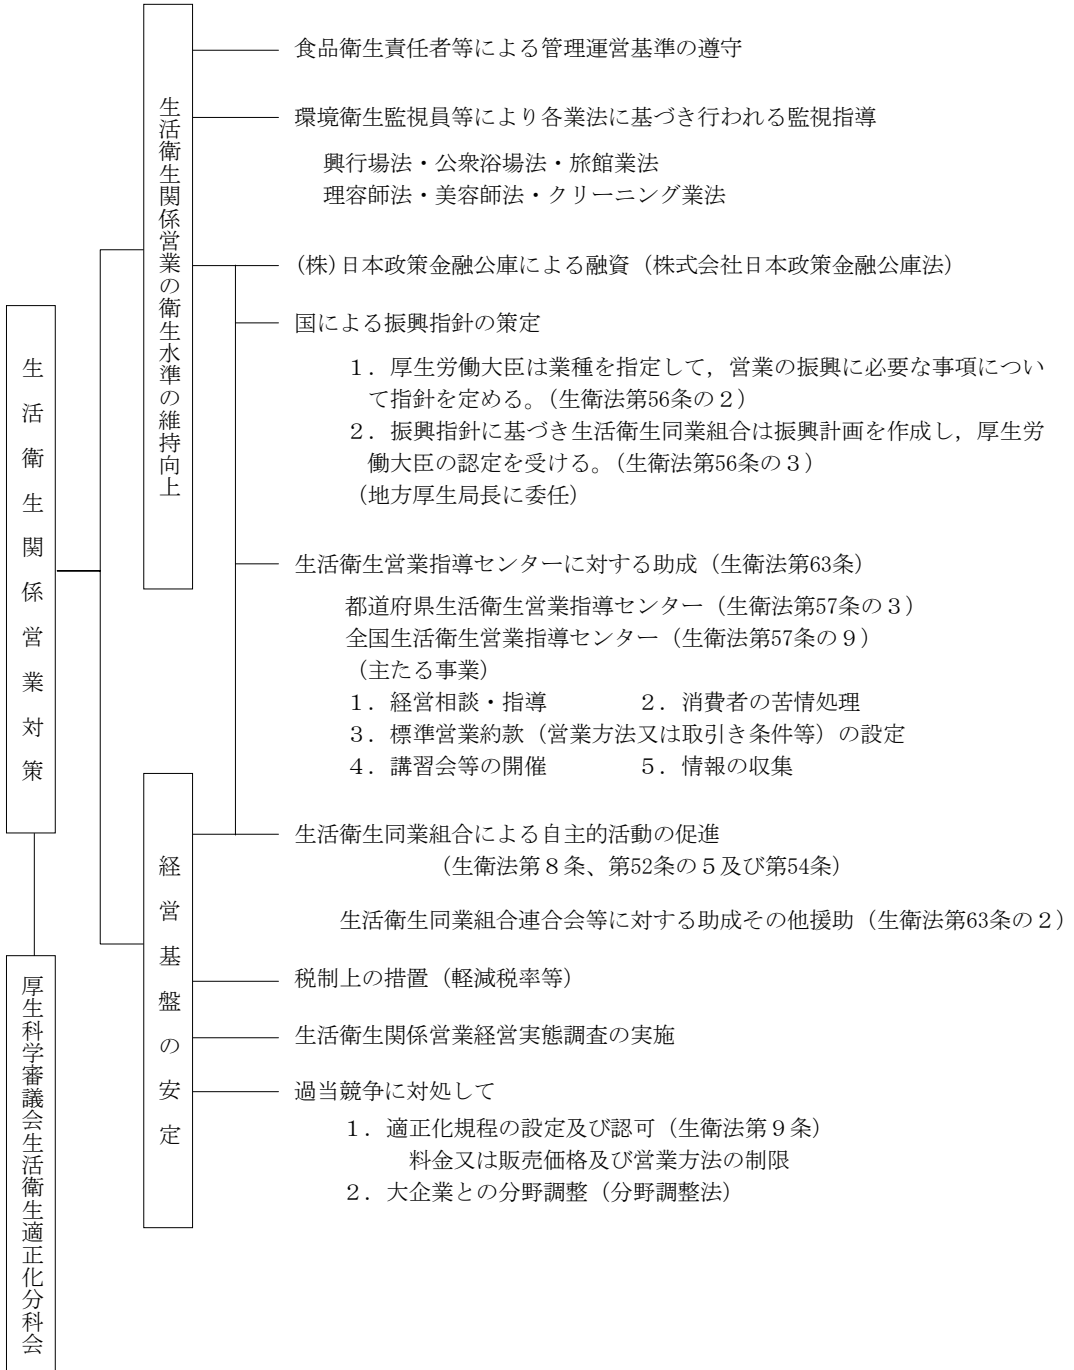 生活衛生関係営業対策
厚生科学審議会生活衛生適正化分科会
生活衛生関係営業の衛生水準の維持向上
食品衛生責任者等による管理運営基準の遵守
環境衛生監視員等により各業法に基づき行われる監視指導
興行場法・公衆浴場法・旅館業法
理容師法・美容師法・クリーニング業法
(株)日本政策金融公庫による融資（株式会社日本政策金融公庫法）
国による振興指針の策定
１．厚生労働大臣は業種を指定して，営業の振興に必要な事項につい
て指針を定める。（生衛法第56条の２）
２．振興指針に基づき生活衛生同業組合は振興計画を作成し，厚生労
働大臣の認定を受ける。（生衛法第56条の３）
（地方厚生局長に委任）
生活衛生営業指導センターに対する助成（生衛法第63条）
都道府県生活衛生営業指導センター（生衛法第57条の３）
全国生活衛生営業指導センター（生衛法第57条の９）
（主たる事業）
１．経営相談・指導　　　　２．消費者の苦情処理
３．標準営業約款（営業方法又は取引き条件等）の設定
４．講習会等の開催　　　　５．情報の収集
経営基盤の安定
生活衛生同業組合による自主的活動の促進
（生衛法第８条、第52条の５及び第54条）
生活衛生同業組合連合会等に対する助成その他援助（生衛法第63条の２）
税制上の措置（軽減税率等）
生活衛生関係営業経営実態調査の実施
過当競争に対処して
１．適正化規程の設定及び認可（生衛法第９条）
料金又は販売価格及び営業方法の制限
２．大企業との分野調整（分野調整法）